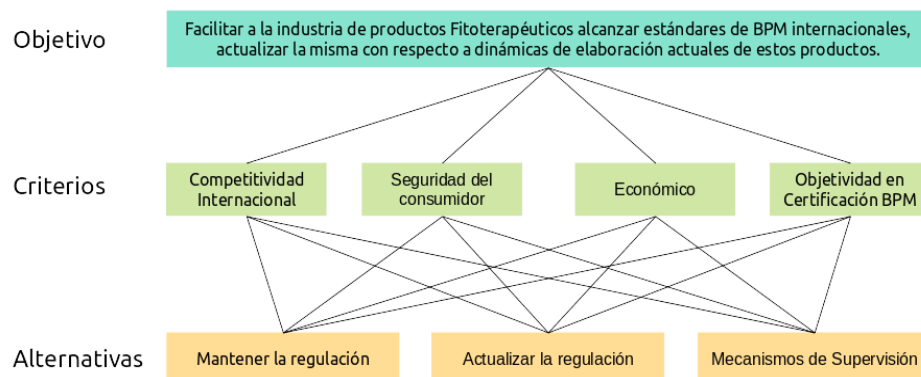 Objetivo
Facilitar a la industria de productos Fitoterapéuticos alcanzar estándares de BPM internacionales,
actualizar la misma con respecto a dinámicas de elaboración actuales de estos productos.
Criterios
Competitividad
Internacional
Seguridad del
consumidor
Económico
Objetividad en
Certificación BPM
Alternativas
Mantener la regulación
Actualizar la regulación
Mecanismos de Supervisión